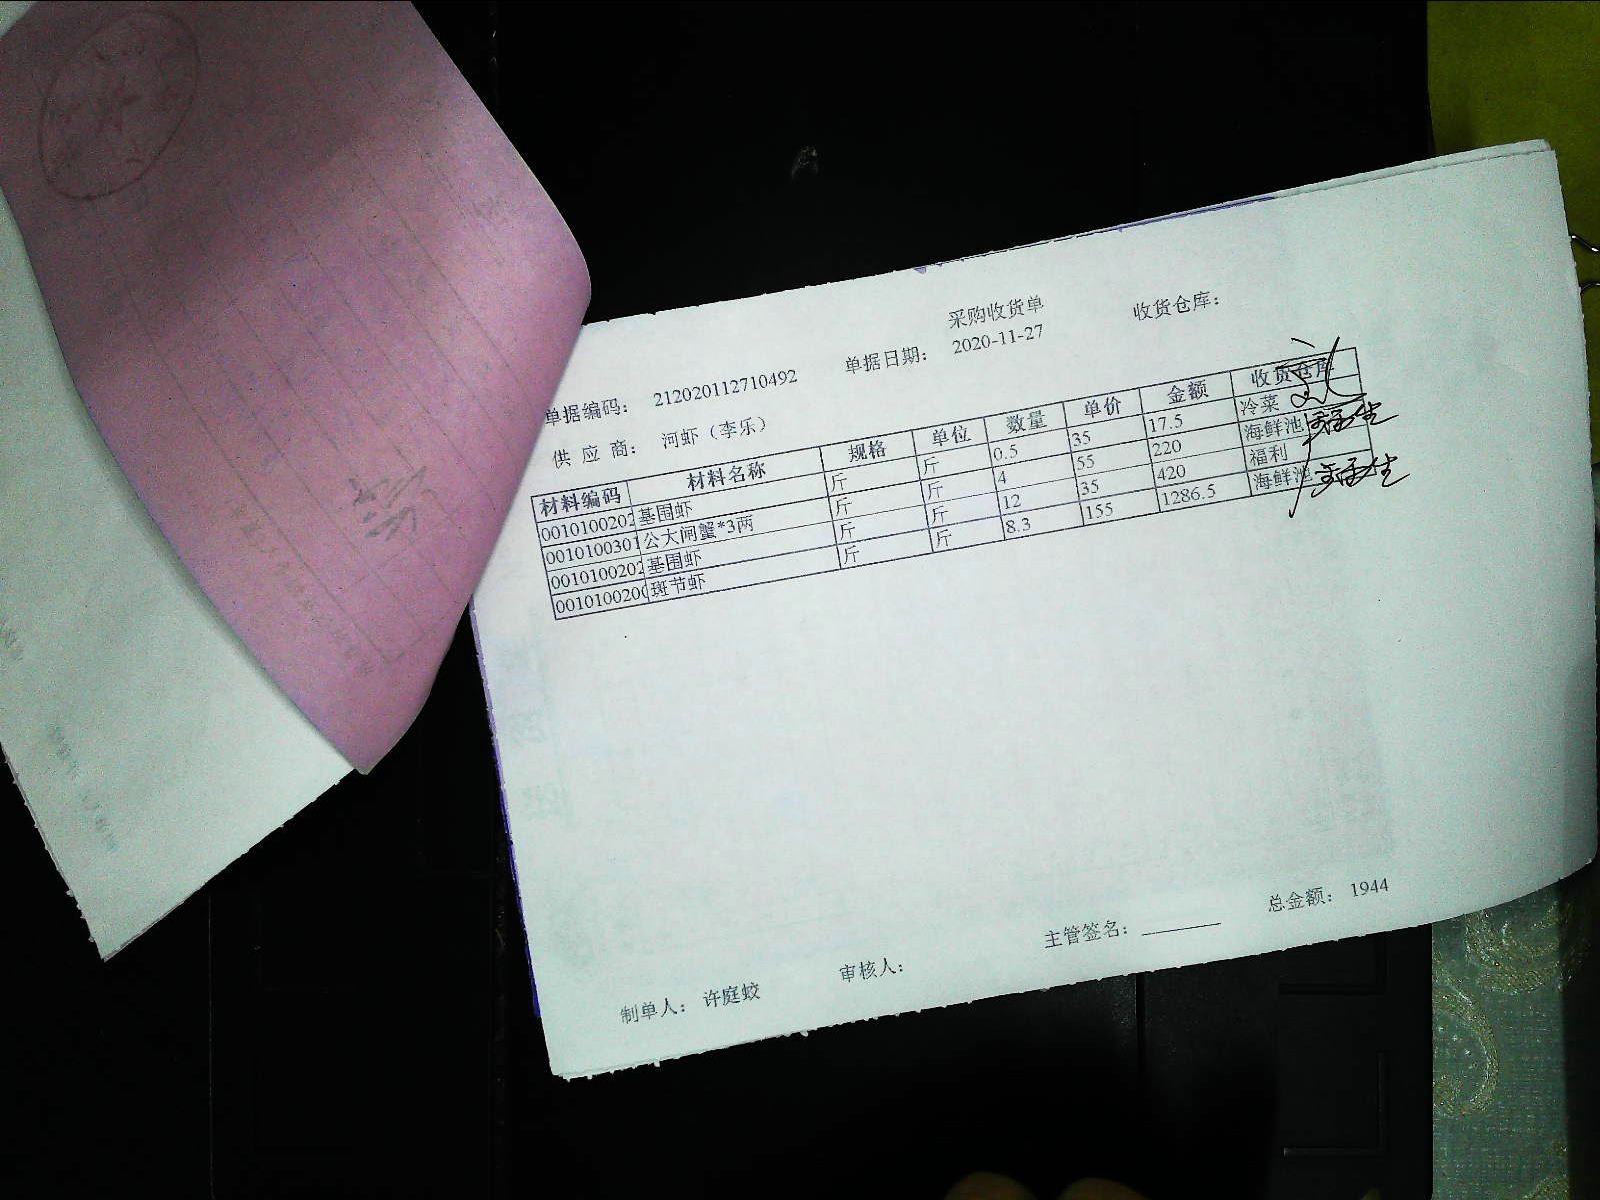 采购收货单 收货仓库：
单据编码： 212020112710492 单据日期： 2020-11-27
供 应 商： 河虾（李乐）
材料编码 材料名称 规格 单位 数量 单价 金额 收货仓库
0010100202 基围虾 斤 斤 0.5 35 17.5 冷菜
0010100301 公大闸蟹*3两 斤 斤 4 55 220 海鲜池
0010100202 基围虾 斤 斤 12 35 420 福利
001010020 斑节虾 斤 斤 8.3 155 1286.5 海鲜池
总金额： 1944
制单人： 许庭蛟 审核人： 主管签名：